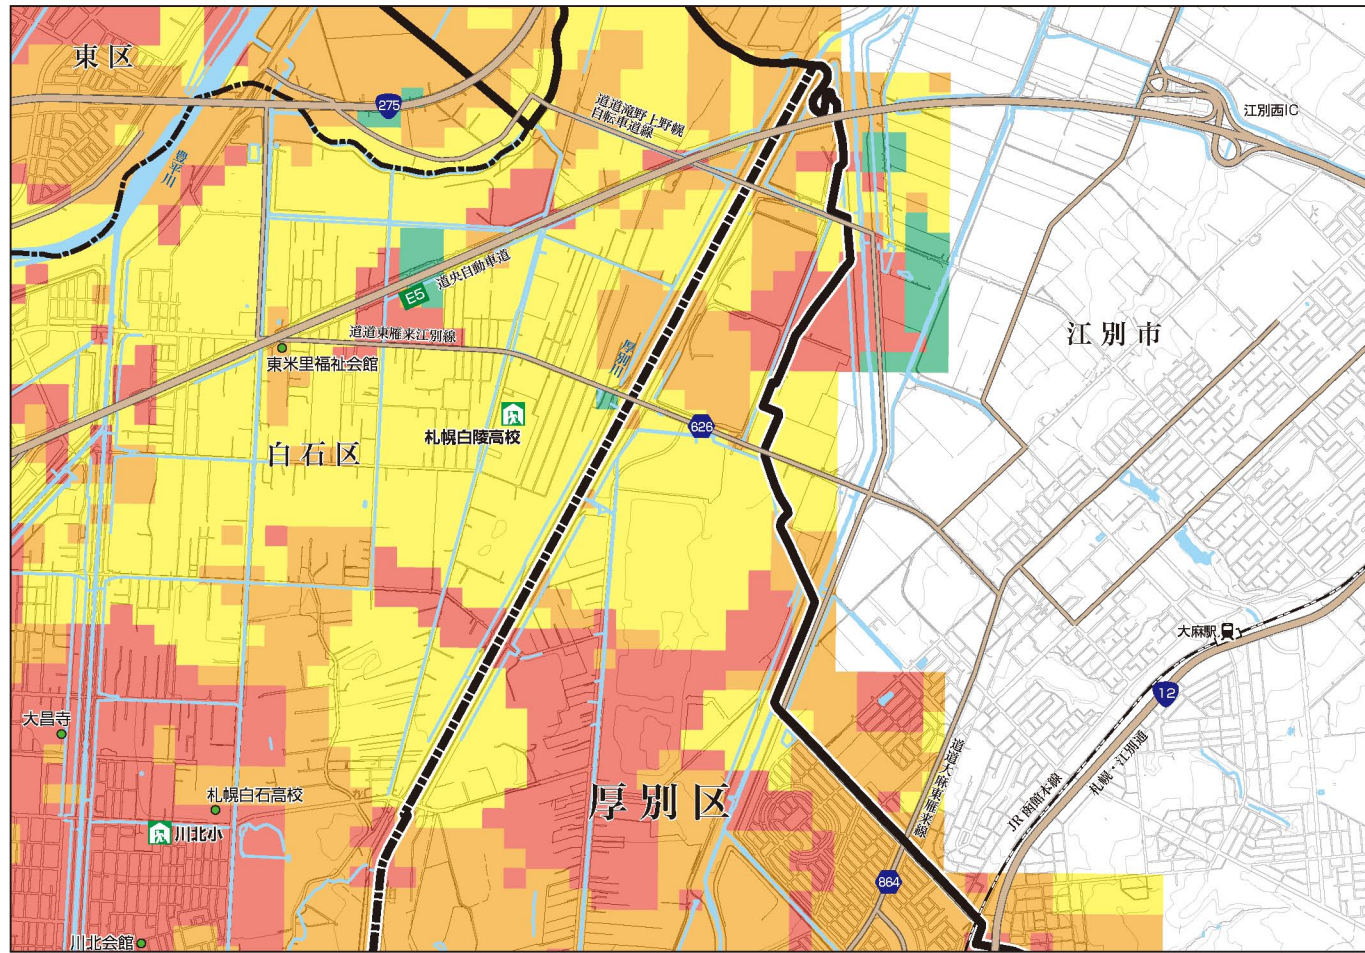 東区
275
道道滝野上野幌
自転車道線
江別西IC
豊平川
道央自動車道
E5
道道東雁来江別線
東米里福祉会館
厚別川
江別市
札幌白陵高校
626
白石区
大麻駅
12
大昌寺
札幌・江別通
道道大麻東雁来線
JR函館本線
札幌白石高校
厚別区
川北小
864
川北会館